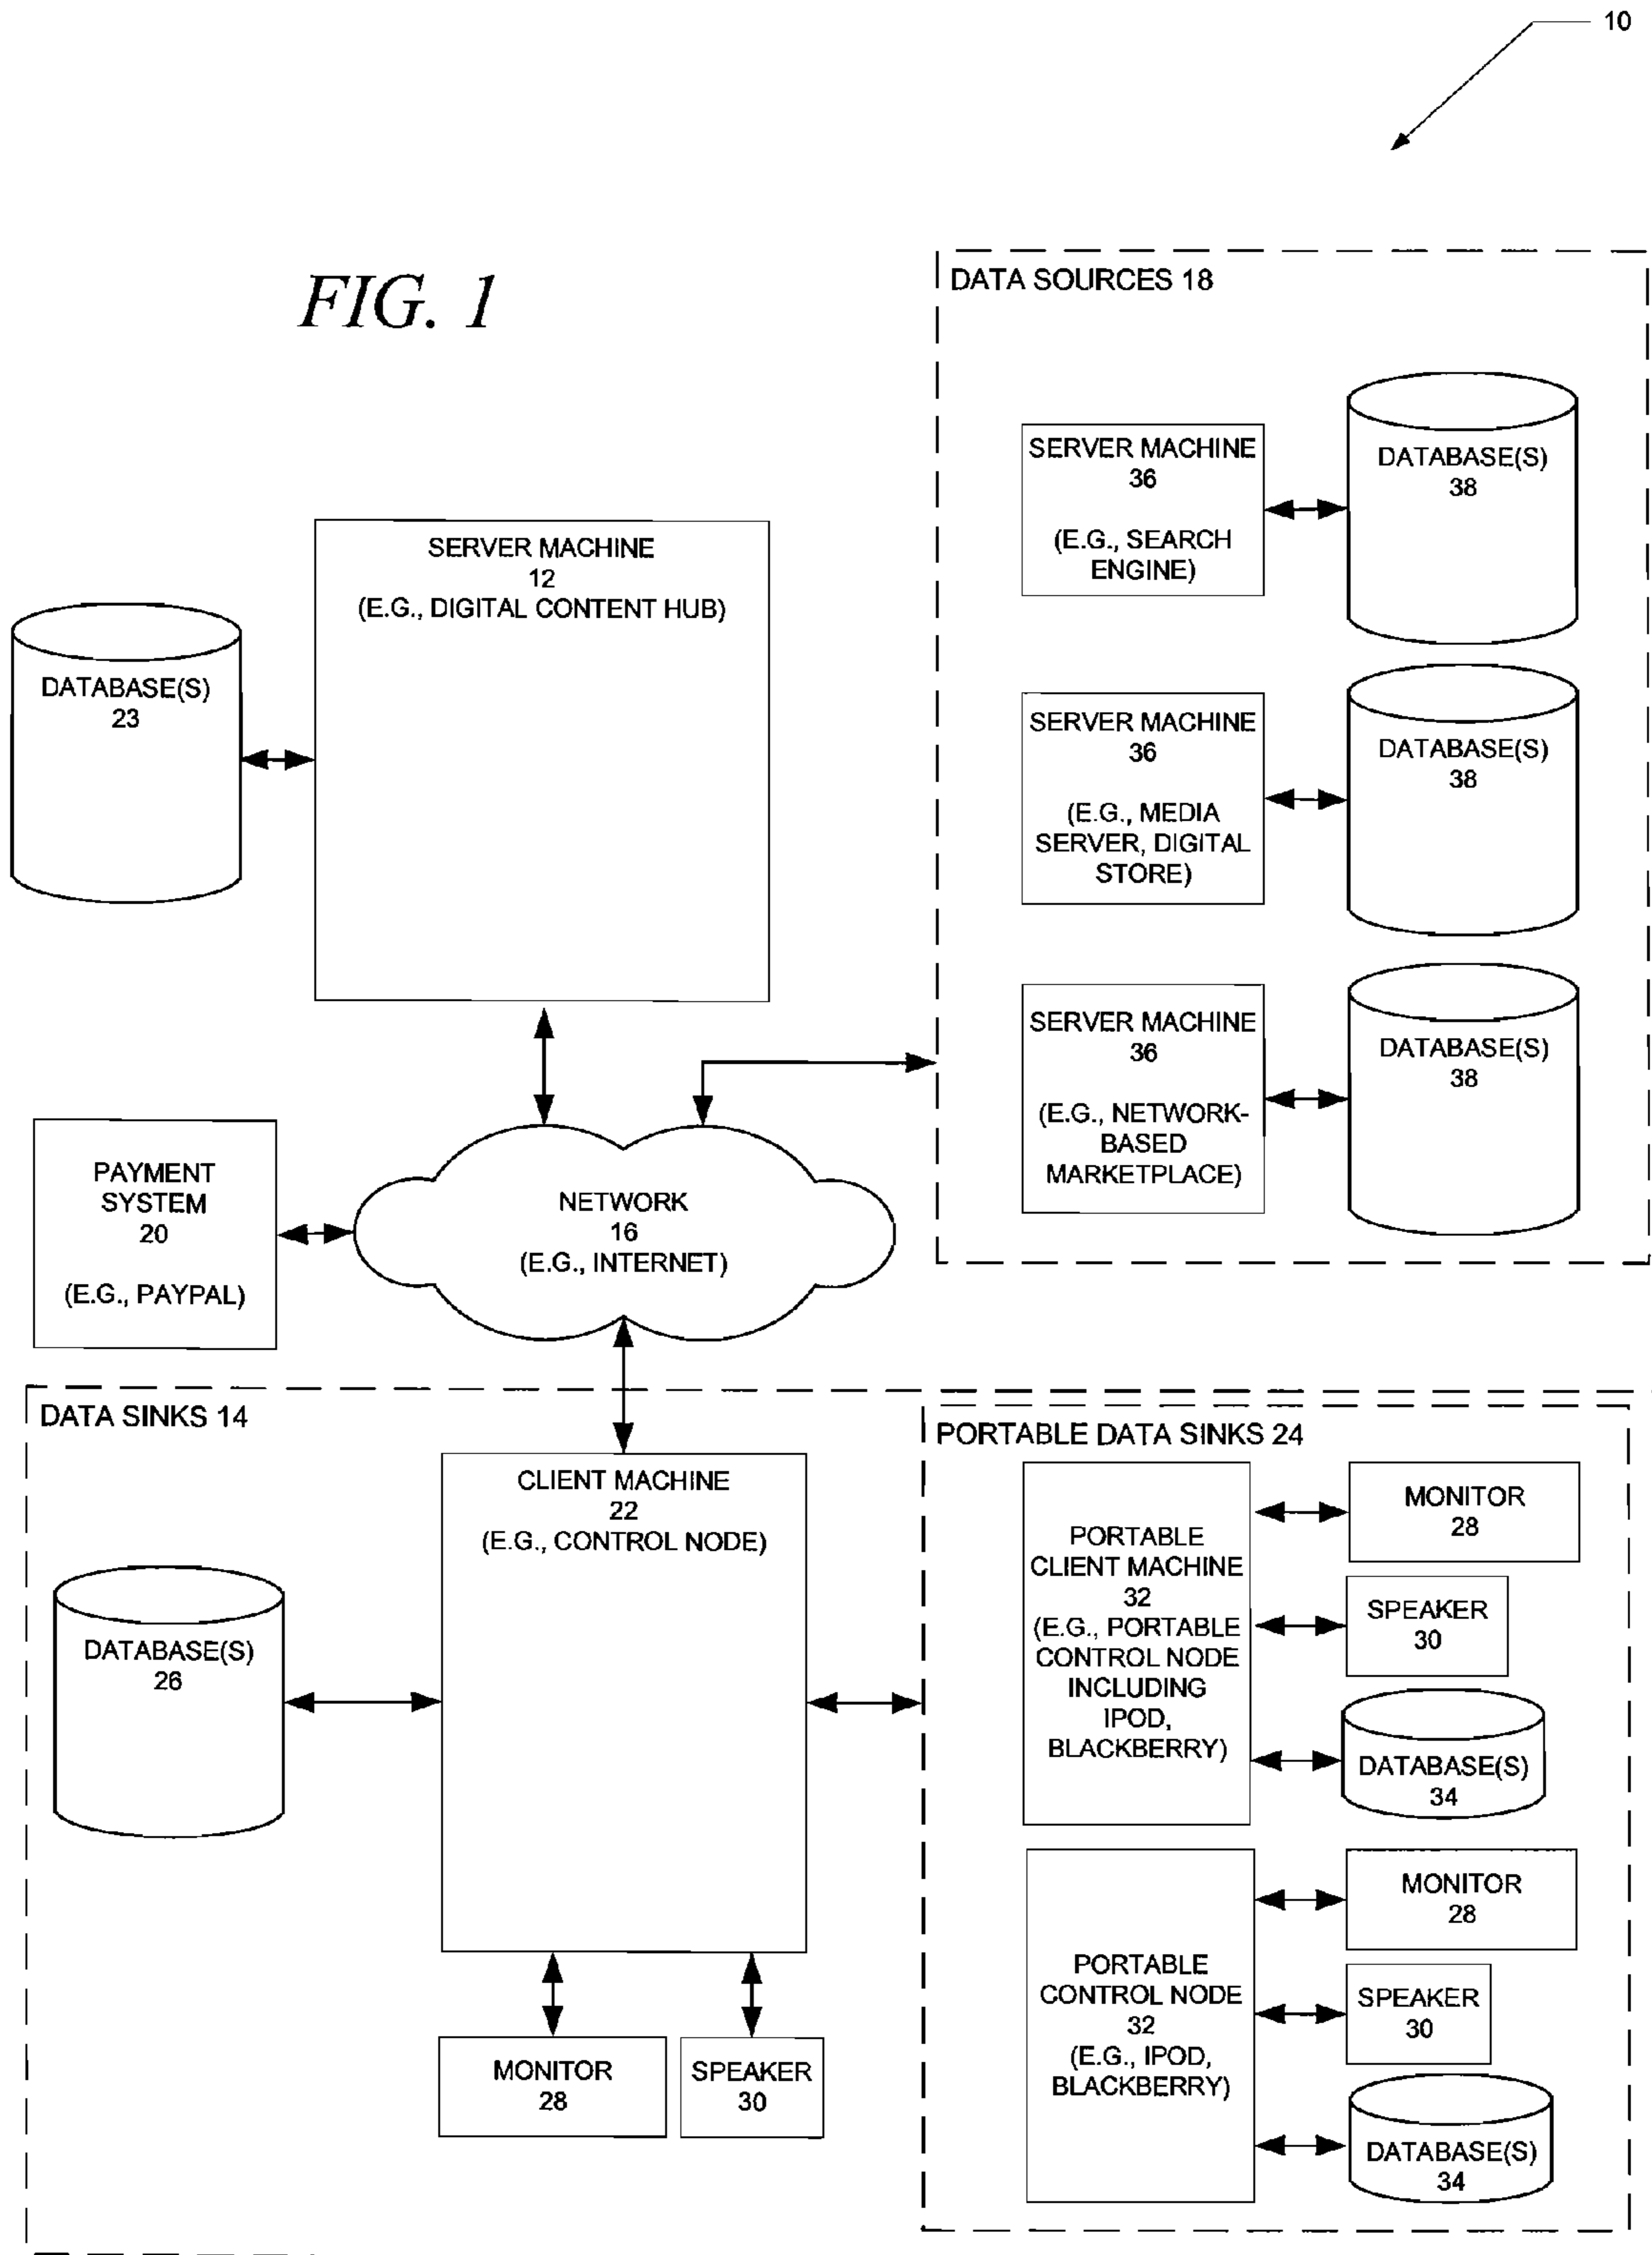 10
FIG. 1
DATA SOURCES 18
SERVER MACHINE
36
(E.G., SEARCH
ENGINE)
DATABASE(S)
38
SERVER MACHINE
36
(E.G., MEDIA
SERVER, DIGITAL
STORE)
DATABASE(S)
38
SERVER MACHINE
36
(E.G., NETWORK-
BASED
MARKETPLACE)
DATABASE(S)
38
SERVER MACHINE
12
(E.G., DIGITAL CONTENT HUB)
DATABASE(S)
23
PAYMENT
SYSTEM
20
(E.G., PAYPAL)
NETWORK
16
(E.G., INTERNET)
DATA SINKS 14
CLIENT MACHINE
22
(E.G., CONTROL NODE)
DATABASE(S)
26
MONITOR
28
SPEAKER
30
PORTABLE DATA SINKS 24
PORTABLE
CLIENT MACHINE
32
(E.G., PORTABLE
CONTROL NODE
INCLUDING
IPOD,
BLACKBERRY)
MONITOR
28
SPEAKER
30
DATABASE(S)
34
PORTABLE
CONTROL NODE
32
(E.G., IPOD,
BLACKBERRY)
MONITOR
28
SPEAKER
30
DATABASE(S)
34